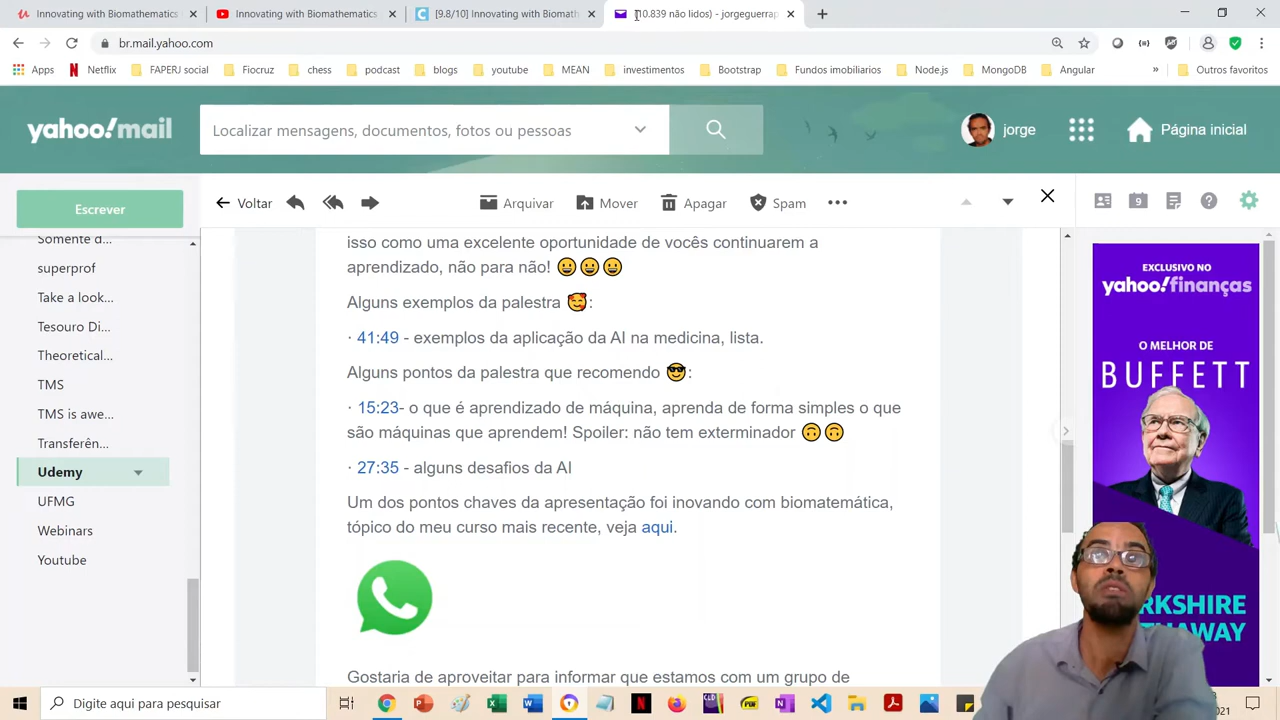 Innovating with Biomathematics
Innovating with Biomathematics
[9.8/10] Innovating with Biomath
(10.839 não lidos) - jorgeguerrap
br.mail.yahoo.com
Apps
Netflix
FAPERJ social
Fiocruz
chess
podcast
blogs
youtube
MEAN
investimentos
Bootstrap
Fundos imobiliarios
Node.js
MongoDB
Angular
»
Outros favoritos
yahoo!mail
Localizar mensagens, documentos, fotos ou pessoas
jorge
Página inicial
Escrever
Voltar
Arquivar
Mover
Apagar
Spam
9
Somente d...
superprof
Take a look...
Tesouro Di...
Theoretical...
TMS
TMS is awe...
Transferên...
Udemy
UFMG
Webinars
Youtube
isso como uma excelente oportunidade de vocês continuarem a
aprendizado, não para não! 😀😀😀
Alguns exemplos da palestra 🥰:
· 41:49 - exemplos da aplicação da AI na medicina, lista.
Alguns pontos da palestra que recomendo 😎:
· 15:23- o que é aprendizado de máquina, aprenda de forma simples o que
são máquinas que aprendem! Spoiler: não tem exterminador 🙃🙃
· 27:35 - alguns desafios da AI
Um dos pontos chaves da apresentação foi inovando com biomatemática,
tópico do meu curso mais recente, veja aqui.
Gostaria de aproveitar para informar que estamos com um grupo de
EXCLUSIVO NO
yahoo!finanças
O MELHOR DE
BUFFETT
Digite aqui para pesquisar